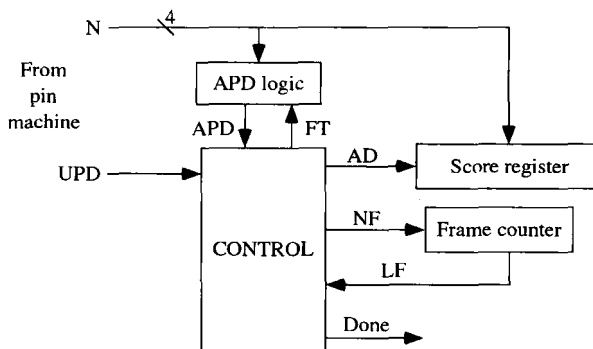 N 4
From
pin
machine
APD logic
APD FT
UPD
AD
Score register
NF
Frame counter
CONTROL
LF
Done